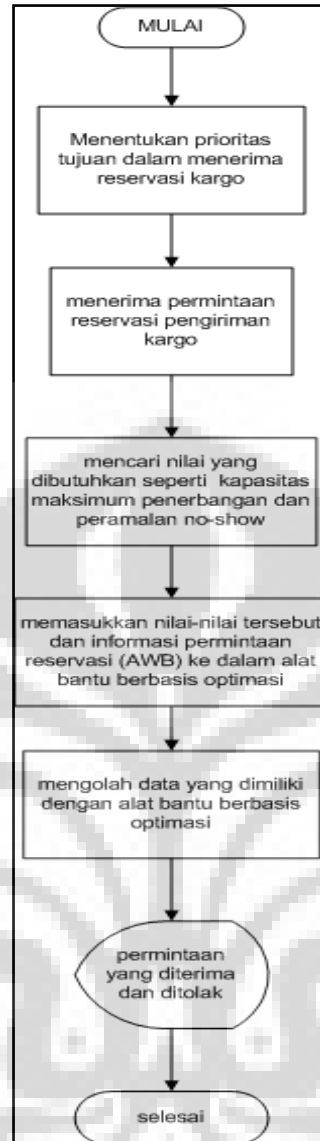 MULAI
Menentukan prioritas
tujuan dalam menerima
reservasi kargo
menerima permintaan
reservasi pengiriman
kargo
mencari nilai yang
dibutuhkan seperti kapasitas
maksimum penerbangan dan
peramalan no-show
memasukkan nilai-nilai tersebut
dan informasi permintaan
reservasi (AWB) ke dalam alat
bantu berbasis optimasi
mengolah data yang dimiliki
dengan alat bantu berbasis
optimasi
permintaan
yang diterima
dan ditolak
selesai